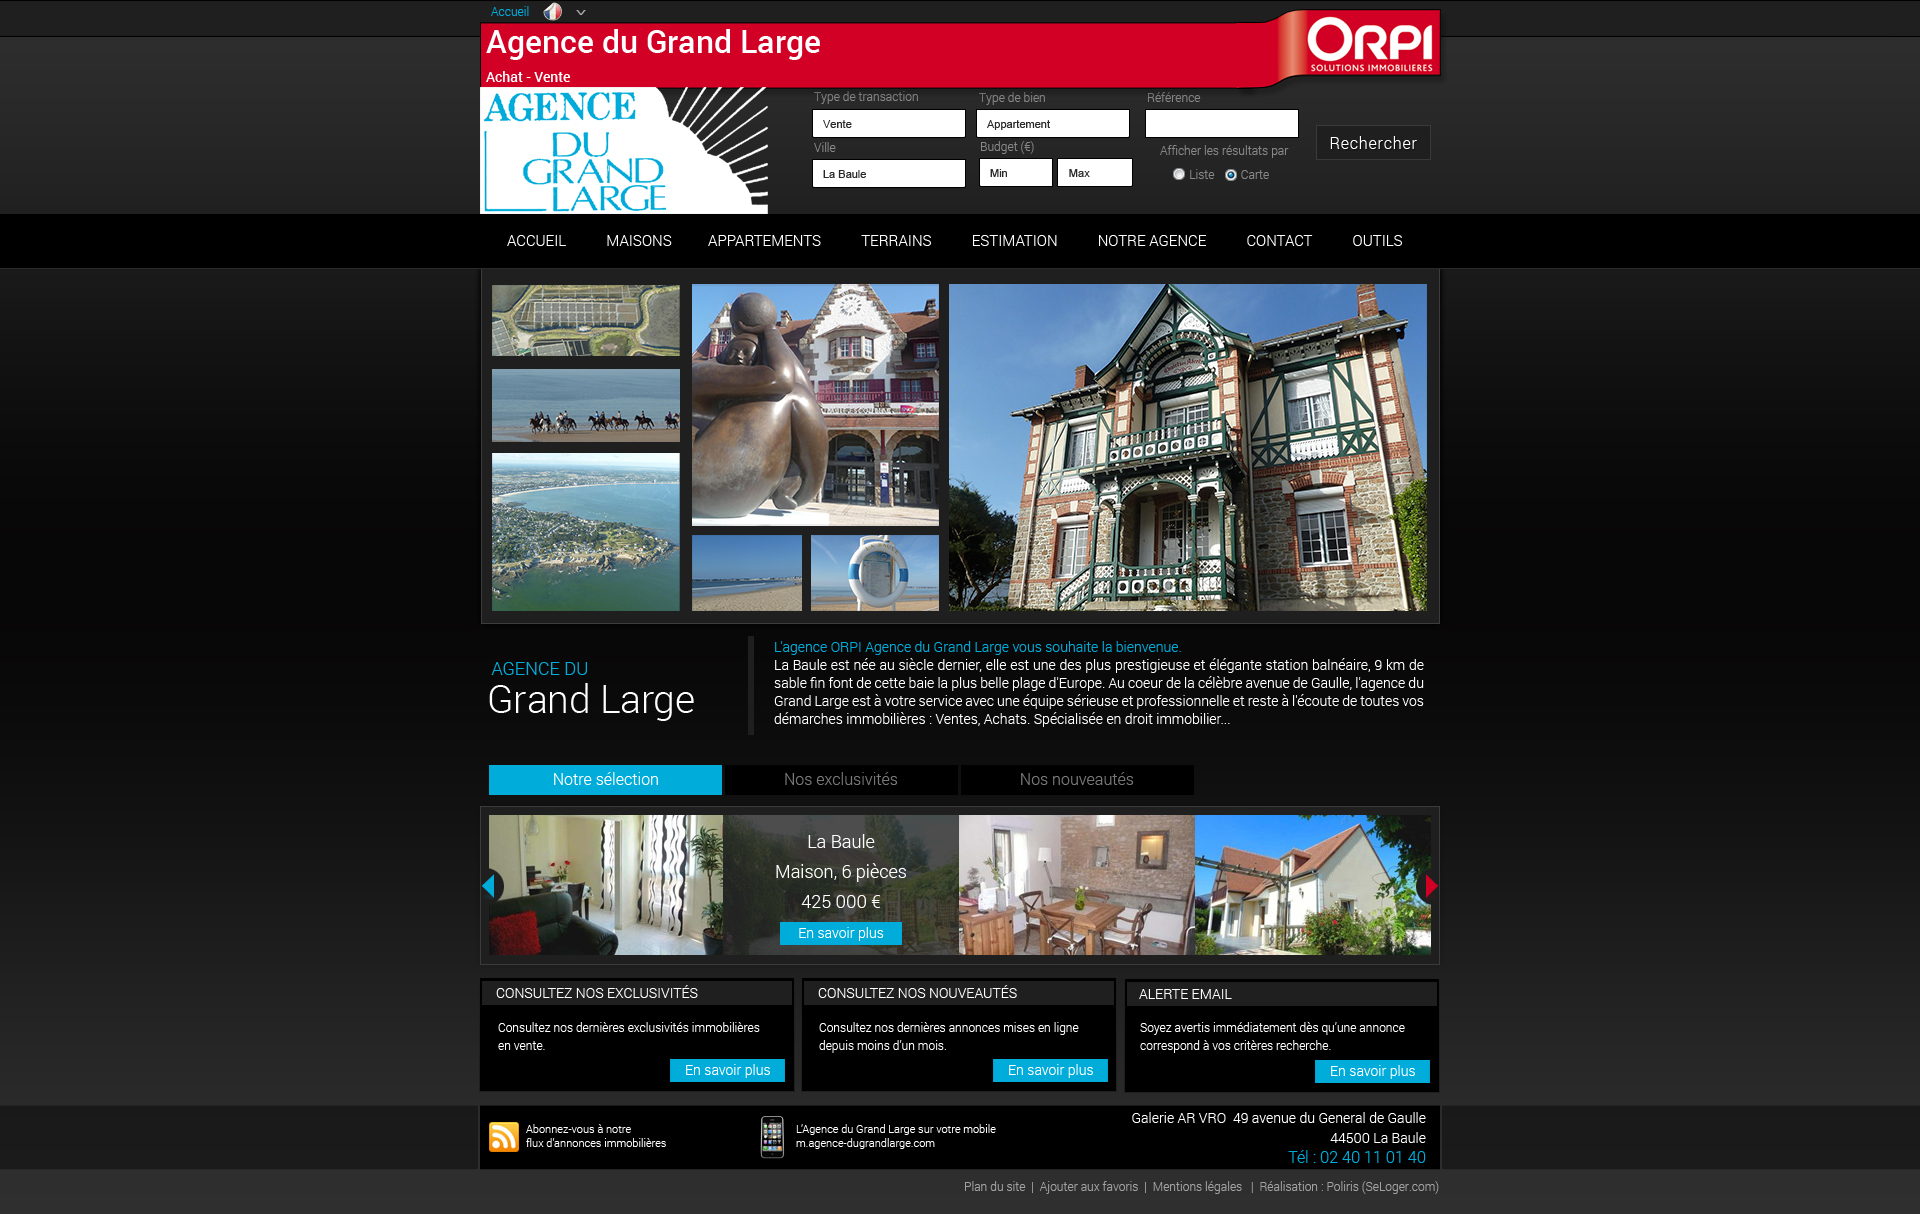 Accueil
Agence du Grand Large
Achat - Vente
ORPI
SOLUTIONS IMMOBILIERES
AGENCE
DU
GRAND
LARGE
Type de transaction
Type de bien
Référence
Vente
Appartement
Ville
Budget (€)
La Baule
Min
Max
Afficher les résultats par
Liste
Carte
Rechercher
ACCUEIL
MAISONS
APPARTEMENTS
TERRAINS
ESTIMATION
NOTRE AGENCE
CONTACT
OUTILS
AGENCE DU
Grand Large
L'agence ORPI Agence du Grand Large vous souhaite la bienvenue.
La Baule est née au siècle dernier, elle est une des plus prestigieuse et élégante station balnéaire, 9 km de
sable fin font de cette baie la plus belle plage d'Europe. Au coeur de la célèbre avenue de Gaulle, l'agence du
Grand Large est à votre service avec une équipe sérieuse et professionnelle et reste à l'écoute de toutes vos
démarches immobilières : Ventes, Achats. Spécialisée en droit immobilier...
Notre sélection
Nos exclusivités
Nos nouveautés
La Baule
Maison, 6 pièces
425 000 €
En savoir plus
CONSULTEZ NOS EXCLUSIVITÉS
Consultez nos dernières exclusivités immobilières
en vente.
En savoir plus
CONSULTEZ NOS NOUVEAUTÉS
Consultez nos dernières annonces mises en ligne
depuis moins d'un mois.
En savoir plus
ALERTE EMAIL
Soyez avertis immédiatement dès qu'une annonce
correspond à vos critères recherche.
En savoir plus
Abonnez-vous à notre
flux d'annonces immobilières
L'Agence du Grand Large sur votre mobile
m.agence-dugrandlarge.com
Galerie AR VRO 49 avenue du General de Gaulle
44500 La Baule
Tél : 02 40 11 01 40
Plan du site | Ajouter aux favoris | Mentions légales | Réalisation : Poliris (SeLoger.com)